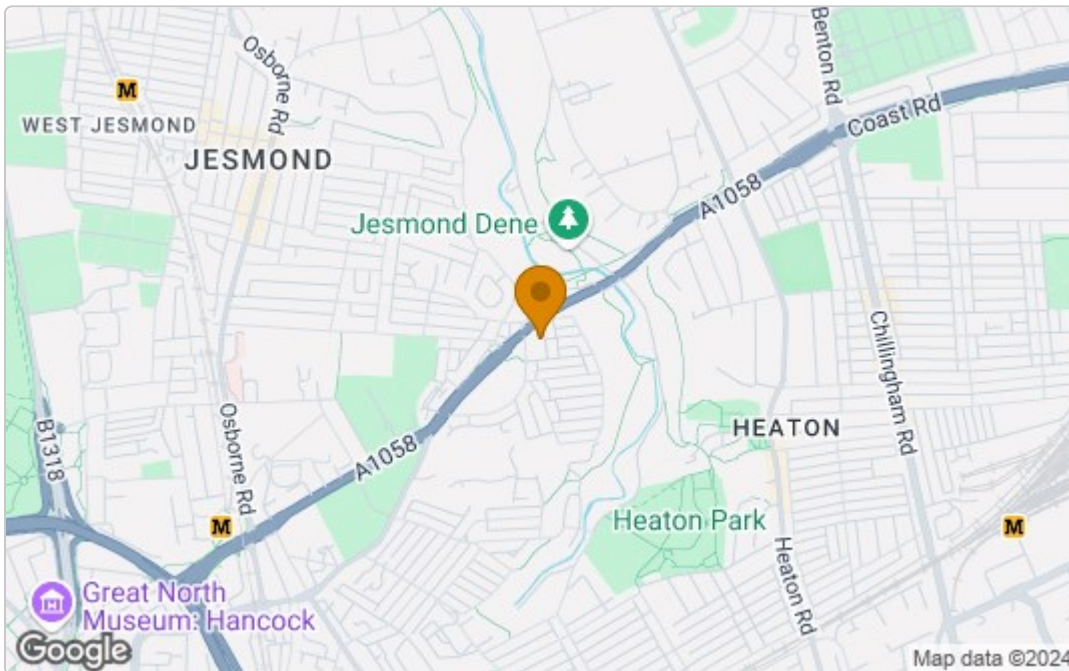 Osborne Rd
Benton Rd
M
Coast Rd
WEST JESMOND
JESMOND
A1058
Jesmond Dene
Chillingham Rd
B1318
Osborne Rd
A1058
HEATON
M
Heaton Park
M
Heaton Rd
Great North
Museum: Hancock
Google
Map data ©2024